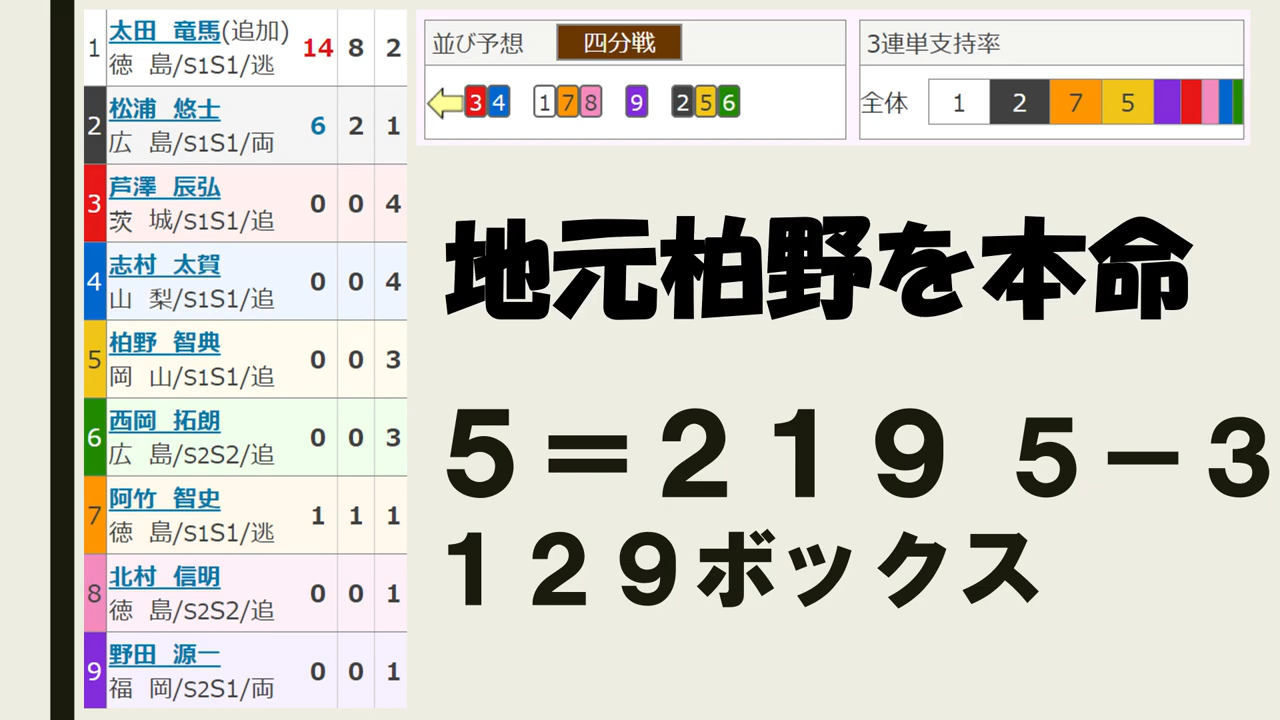 1 太田 竜馬(追加) 14 8 2
徳 島/S1S1/逃
2 松浦 悠士 6 2 1
広 島/S1S1/両
3 芦澤 辰弘 0 0 4
茨 城/S1S1/追
4 志村 太賀 0 0 4
山 梨/S1S1/追
5 柏野 智典 0 0 3
岡 山/S1S1/追
6 西岡 拓朗 0 0 3
広 島/S2S2/追
7 阿竹 智史 1 1 1
徳 島/S1S1/逃
8 北村 信明 0 0 1
徳 島/S2S2/追
9 野田 源一 0 0 1
福 岡/S2S1/両
並び予想 四分戦
3 4 1 7 8 9 2 5 6
3連単支持率
全体 1 2 7 5
地元柏野を本命
5=219 5-3
129ボックス